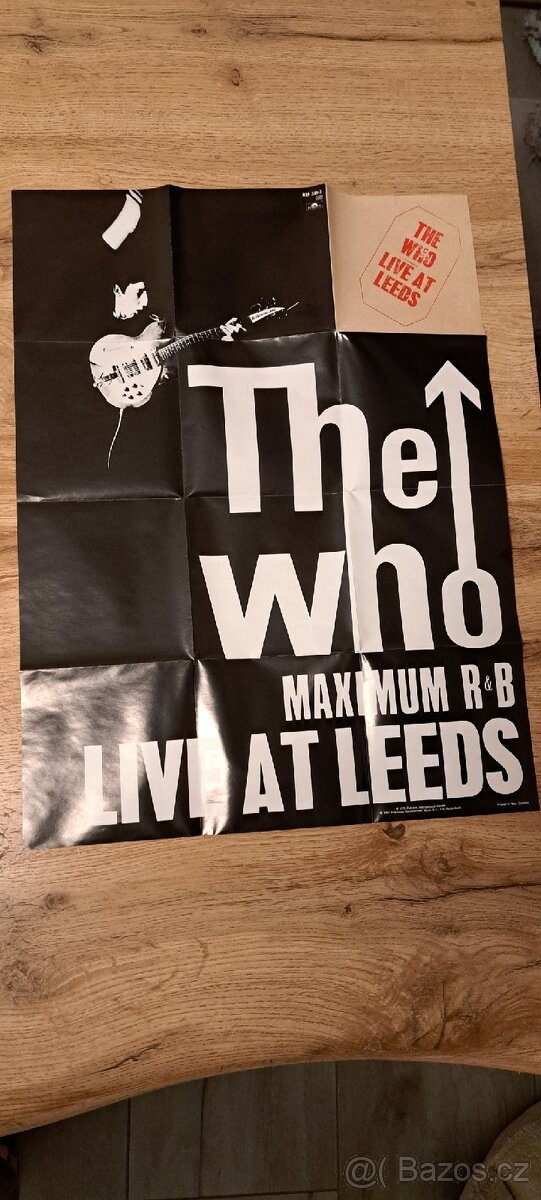 THE
WHO
LIVE AT
LEEDS
The
Who
MAXIMUM R&B
LIVE AT LEEDS
@( Bazos.cz